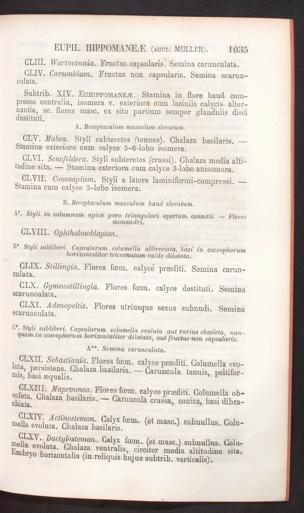 EUPH. HIPPOMANEÆ (AUCT. MULLER). 1035
CLIII. Wartmannia. Fructus capsularis. Semina carunculata.
CLIV. Carumbium. Fructus non capsularis. Semina ecarun-
culata.
Subtrib. XIV. EUHIPPOMANEÆ. Stamina in flore haud com-
presso centralia, isomera v. exteriora cum laciniis calycis alter-
nantia, se. flores masc. ex situ partium semper glandulis disci
destituti.
A. Receptaculum masculum elevatum.
CLV. Mabea. Styli subteretes (tenues). Chalaza basilaris. —
Stamina exteriora cum calyce 5-6-lobo isomera.
CLVI. Senefeldera. Styli subteretes (crassi). Chalaza media alti-
tudine sita. — Stamina exteriora cum calyce 3-lobo anisomera.
CLVII. Conosapium. Styli a latere laminiformi-compressi. —
Stamina cum calyce 3-lobo isomera.
B. Receptaculum masculum haud elevatum.
A*. Styli in columnam apice poro triangulari apertam connati. — Flores
monandri.
CLVIII. Ophthalmoblapton.
B*. Styli subliberi. Capsularum columella abbreviata, basi in coccophorum
horizontaliter tricornutum valde dilatata.
CLIX. Stillingia. Flores fœm. calyce præditi. Semina carun-
culata.
CLX. Gymnostillingia. Flores fœm. calyce destituti. Semina
ecarunculata.
CLXI. Adenopeltis. Flores utriusque sexus subnudi. Semina
ecarunculata.
C*. Styli subliberi. Capsularum columella evoluta aut rarius obsoleta, nun-
quam in coccophorum horizontaliter dilatata, aut fructus non capsularis.
A**. Semina carunculata.
CLXII. Sebastiania. Flores fœm. calyce præditi. Columella evo-
luta, persistens. Chalaza basilaris. — Caruncula tenuis, peltifor-
mis, basi æqualis.
CLXIII. Maprounea. Flores fœm. calyce præditi. Columella ob-
soleta. Chalaza basilaris. — Caruncula crassa, conica, basi dibra-
chiata.
CLXIV. Actinostemon. Calyx fœm. (et masc.) subnullus. Colu-
mella evoluta. Chalaza basilaris.
CLXV. Dactylostemon. Calyx fœm. (et masc.) subnullus. Colu-
mella evoluta. Chalaza ventralis, circiter media altitudine sita.
Embryo horizontalis (in reliquis hujus subtrib. verticalis).